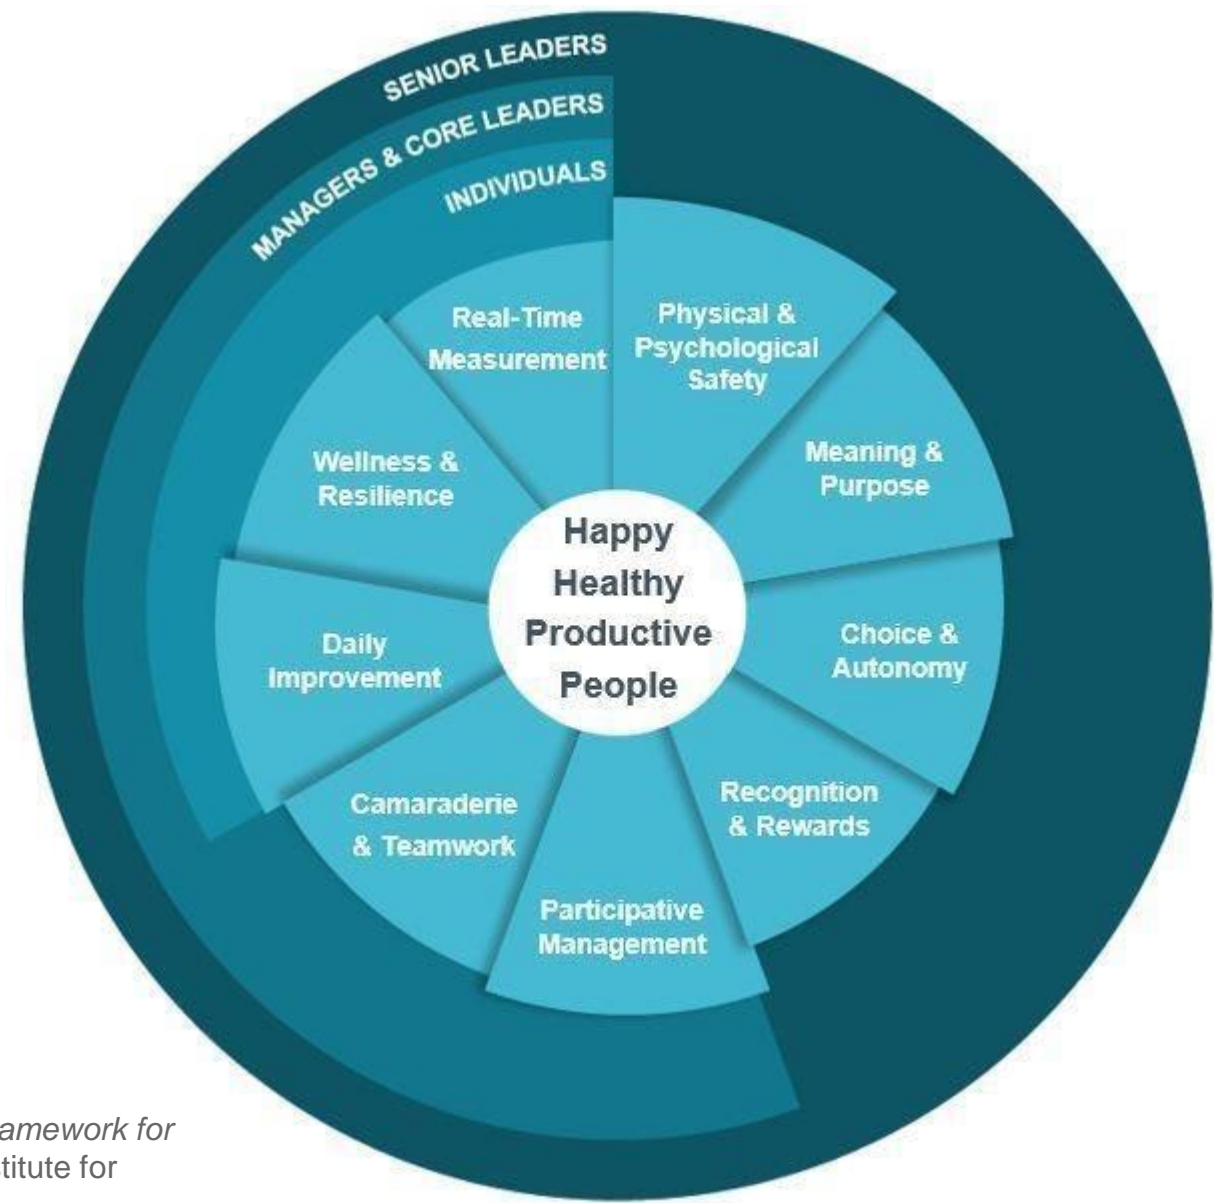 SENIOR LEADERS
MANAGERS & CORE LEADERS
INDIVIDUALS
Real-Time
Measurement
Physical &
Psychological
Safety
Meaning &
Purpose
Choice &
Autonomy
Recognition
& Rewards
Participative
Management
Camaraderie
& Teamwork
Daily
Improvement
Wellness &
Resilience
Happy
Healthy
Productive
People
amework for
titute for